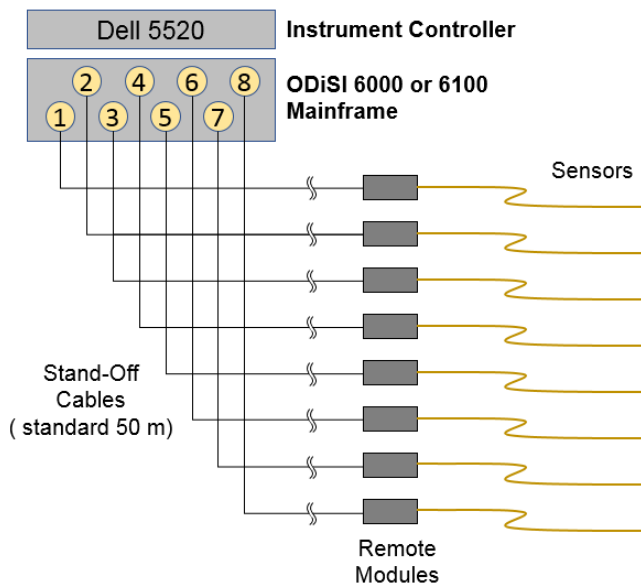 Dell 5520
Instrument Controller
ODiSI 6000 or 6100
Mainframe
2 4 6 8
1 3 5 7
Sensors
Stand-Off
Cables
( standard 50 m)
Remote
Modules